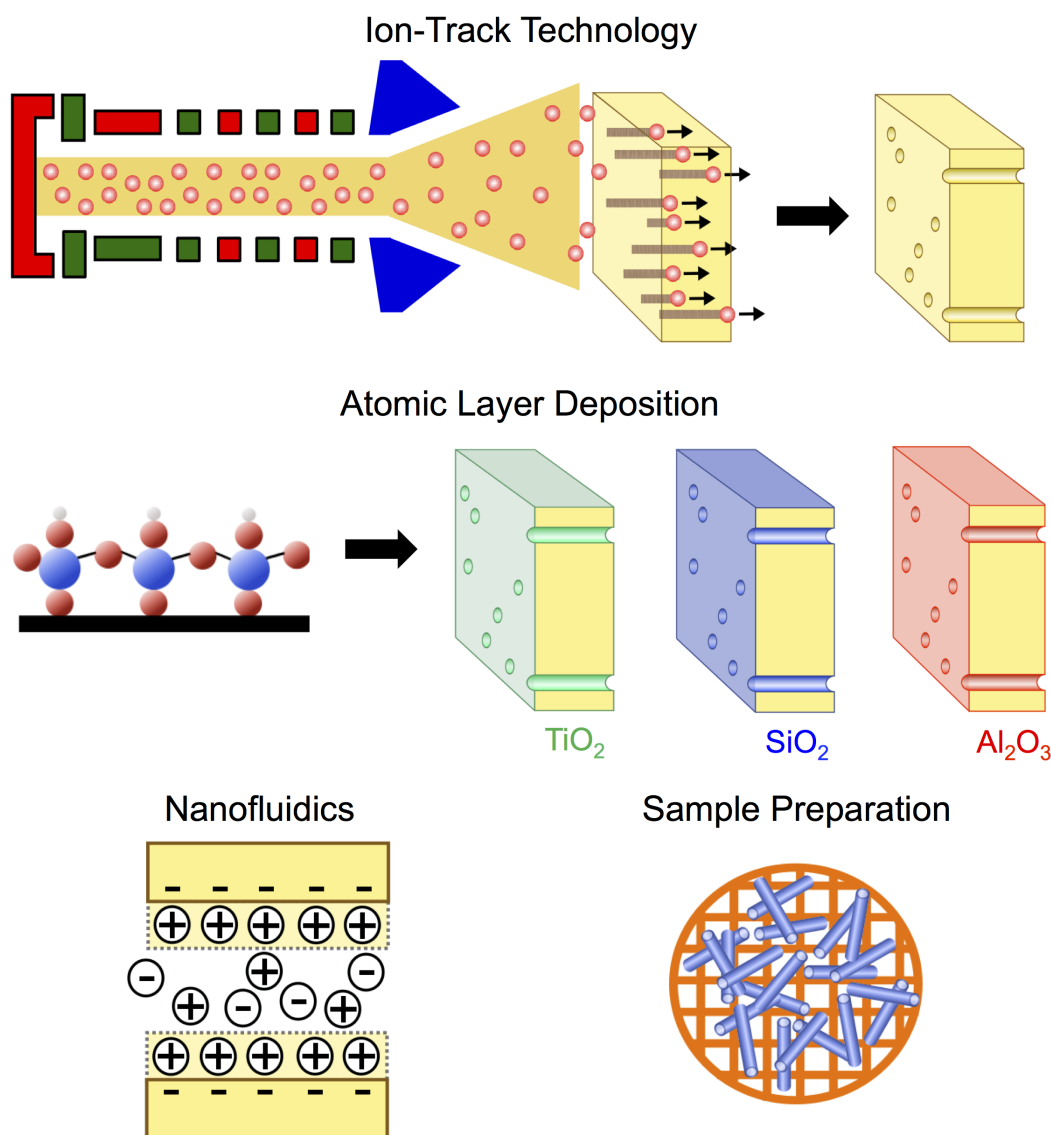 Ion-Track Technology
Atomic Layer Deposition
TiO₂
SiO₂
Al₂O₃
Nanofluidics
Sample Preparation
- - - - -
+ + + + +
- + -
+ - - +
+ + + + +
- - - - -